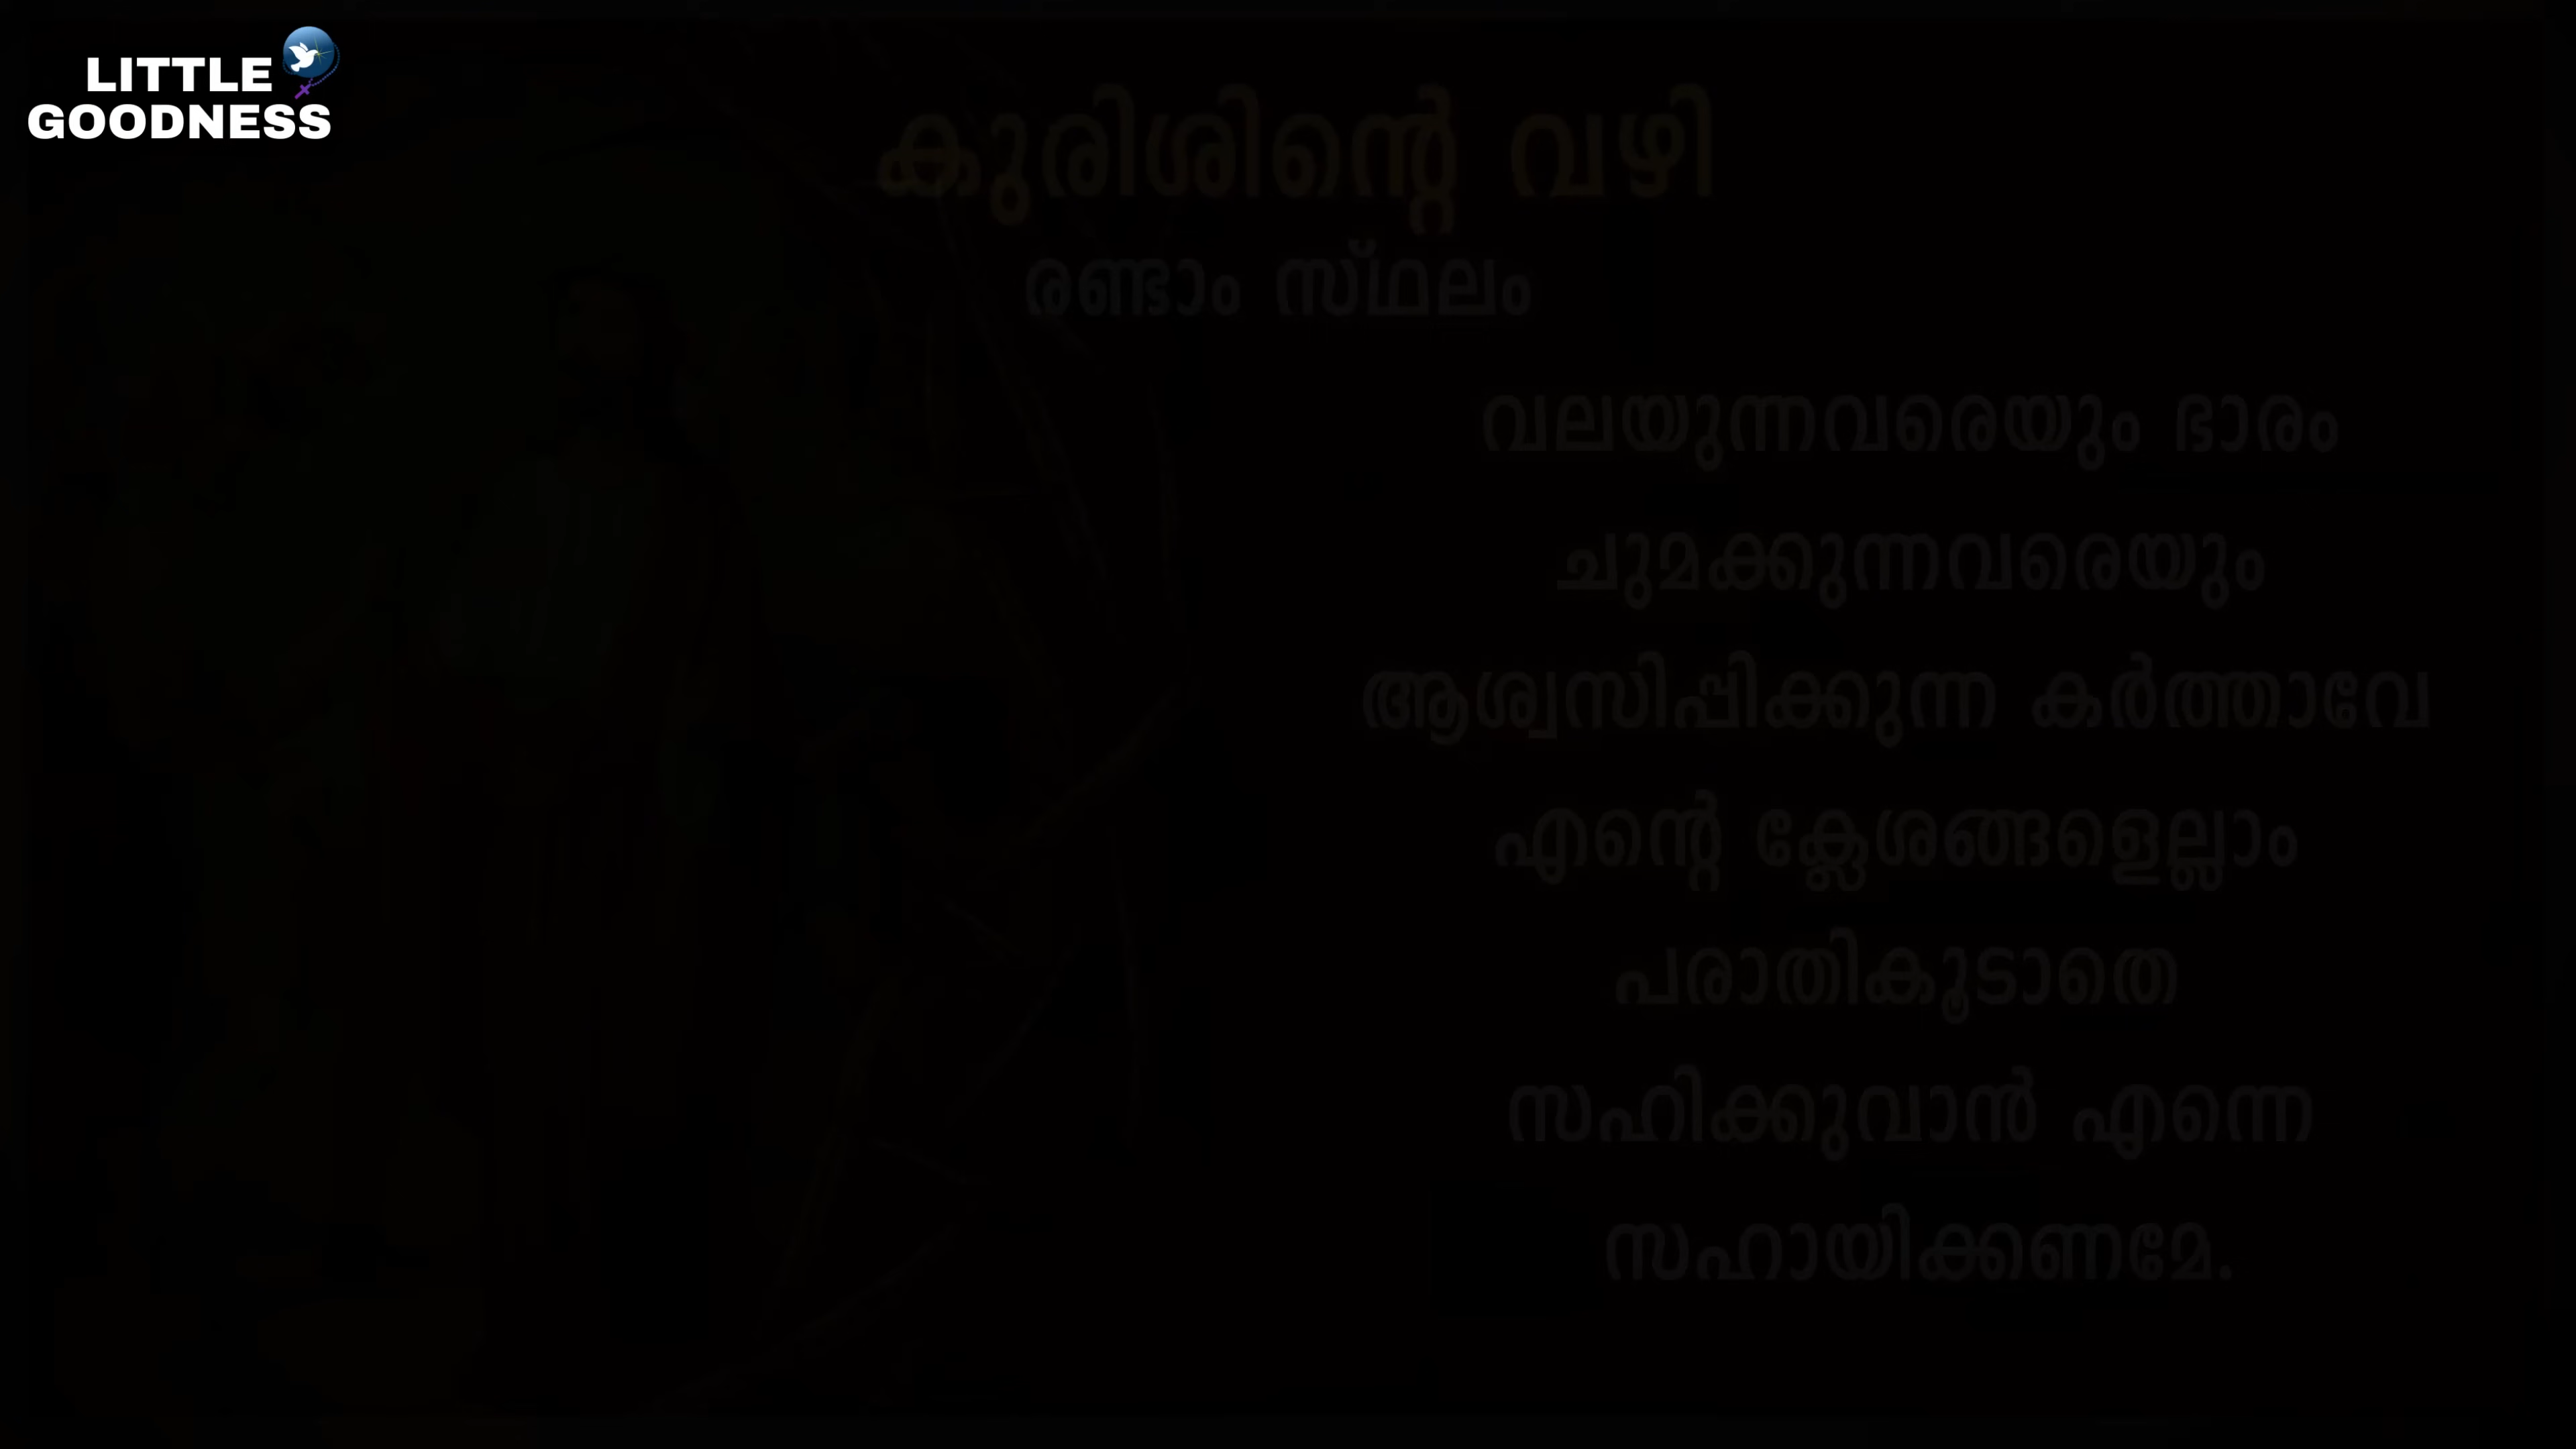 LITTLE
GOODNESS
കുരിശിന്റെ വഴി
രണ്ടാം സ്ഥലം
വലയുന്നവരെയും ഭാരം
ചുമക്കുന്നവരെയും
ആശ്വസിപ്പിക്കുന്ന കർത്താവേ
എന്റെ ക്ലേശങ്ങളെല്ലാം
പരാതികൂടാതെ
സഹിക്കുവാൻ എന്നെ
സഹായിക്കണമേ.